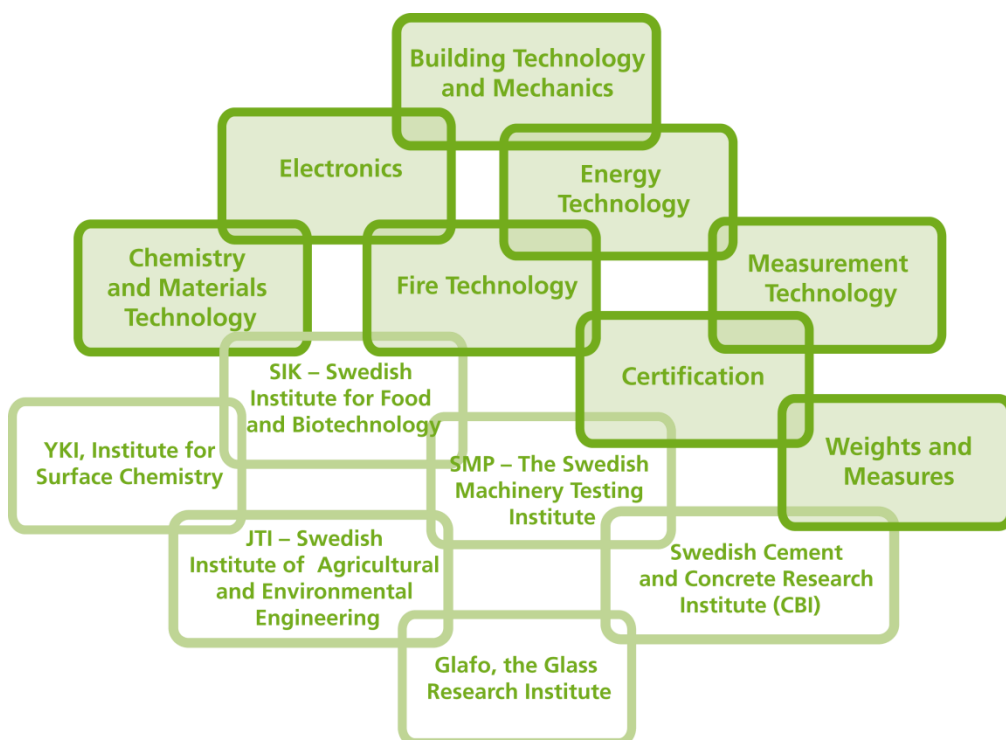 Building Technology
and Mechanics
Electronics
Energy
Technology
Chemistry
and Materials
Technology
Fire Technology
Measurement
Technology
SIK – Swedish
Institute for Food
and Biotechnology
Certification
YKI, Institute for
Surface Chemistry
SMP – The Swedish
Machinery Testing
Institute
Weights and
Measures
JTI – Swedish
Institute of Agricultural
and Environmental
Engineering
Swedish Cement
and Concrete Research
Institute (CBI)
Glafo, the Glass
Research Institute